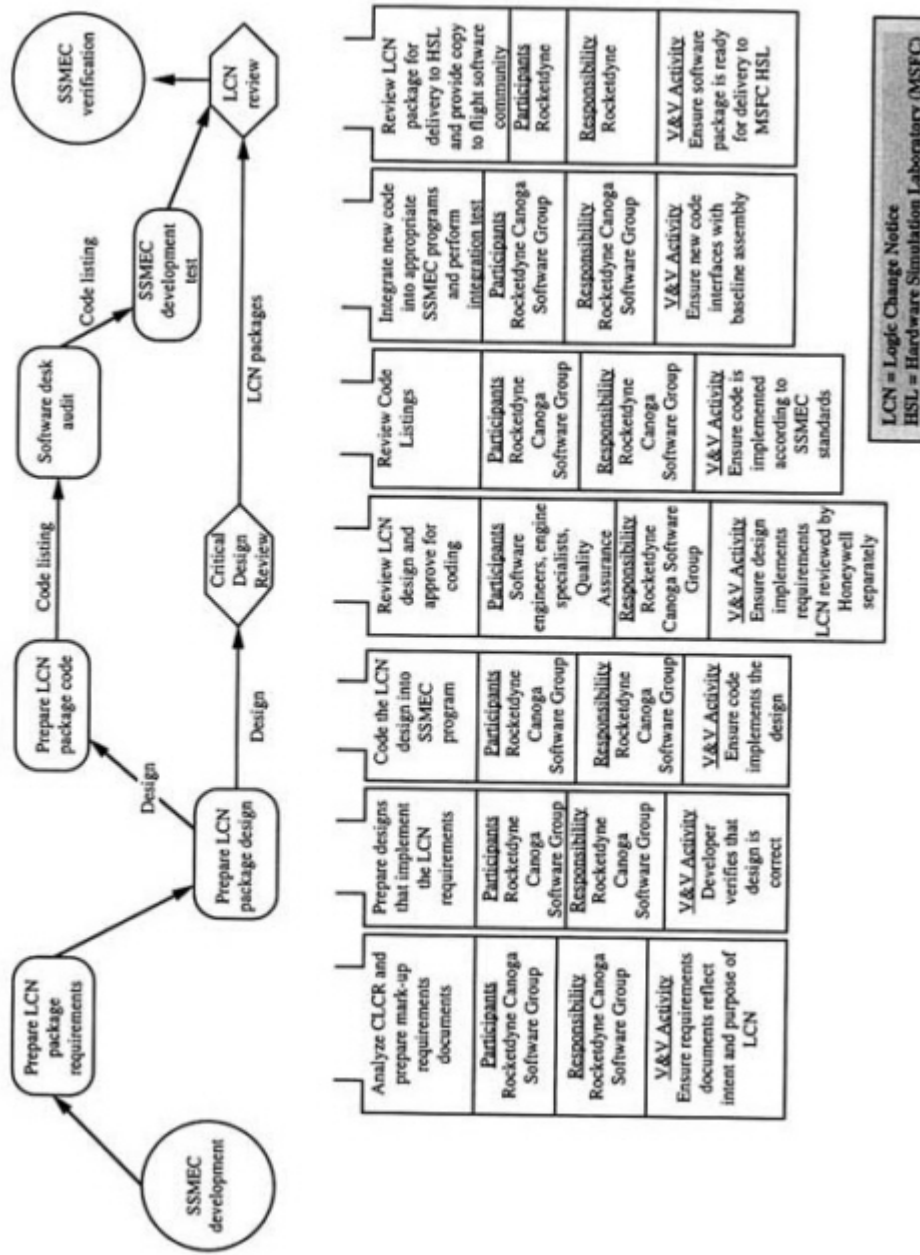 SSMEC
development
Prepare LCN
package
requirements
Prepare LCN
package design
Design
Prepare LCN
package code
Design
Code listing
Critical
Design
Review
Software desk
audit
Code listing
SSMEC
development
test
LCN packages
LCN
review
SSMEC
verification
Analyze CLCR and
prepare mark-up
requirements
documents
Participants
Rocketdyne Canoga
Software Group
Responsibility
Rocketdyne Canoga
Software Group
V&V Activity
Ensure requirements
documents reflect
intent and purpose of
LCN
Prepare designs
that implement
the LCN
requirements
Participants
Rocketdyne
Canoga
Software Group
Responsibility
Rocketdyne
Canoga
Software Group
V&V Activity
Developer
verifies that
design is
correct
Code the LCN
design into
SSMEC
program
Participants
Rocketdyne
Canoga
Software Group
Responsibility
Rocketdyne
Canoga
Software Group
V&V Activity
Ensure code
implements the
design
Review LCN
design and
approve for
coding
Participants
Software
engineers, engine
specialists,
Quality
Assurance
Responsibility
Rocketdyne
Canoga Software
Group
V&V Activity
Ensure design
implements
requirements
LCN reviewed by
Honeywell
separately
Review Code
Listings
Participants
Rocketdyne
Canoga
Software Group
Responsibility
Rocketdyne
Canoga
Software Group
V&V Activity
Ensure code is
implemented
according to
SSMEC
standards
Integrate new code
into appropriate
SSMEC programs
and perform
integration test
Participants
Rocketdyne Canoga
Software Group
Responsibility
Rocketdyne Canoga
Software Group
V&V Activity
Ensure new code
interfaces with
baseline assembly
Review LCN
package for
delivery to HSL
and provide copy
to flight software
community
Participants
Rocketdyne
Responsibility
Rocketdyne
V&V Activity
Ensure software
package is ready
for delivery to
MSFC HSL
LCN = Logic Change Notice
HSL = Hardware Simulation Laboratory (MSFC)